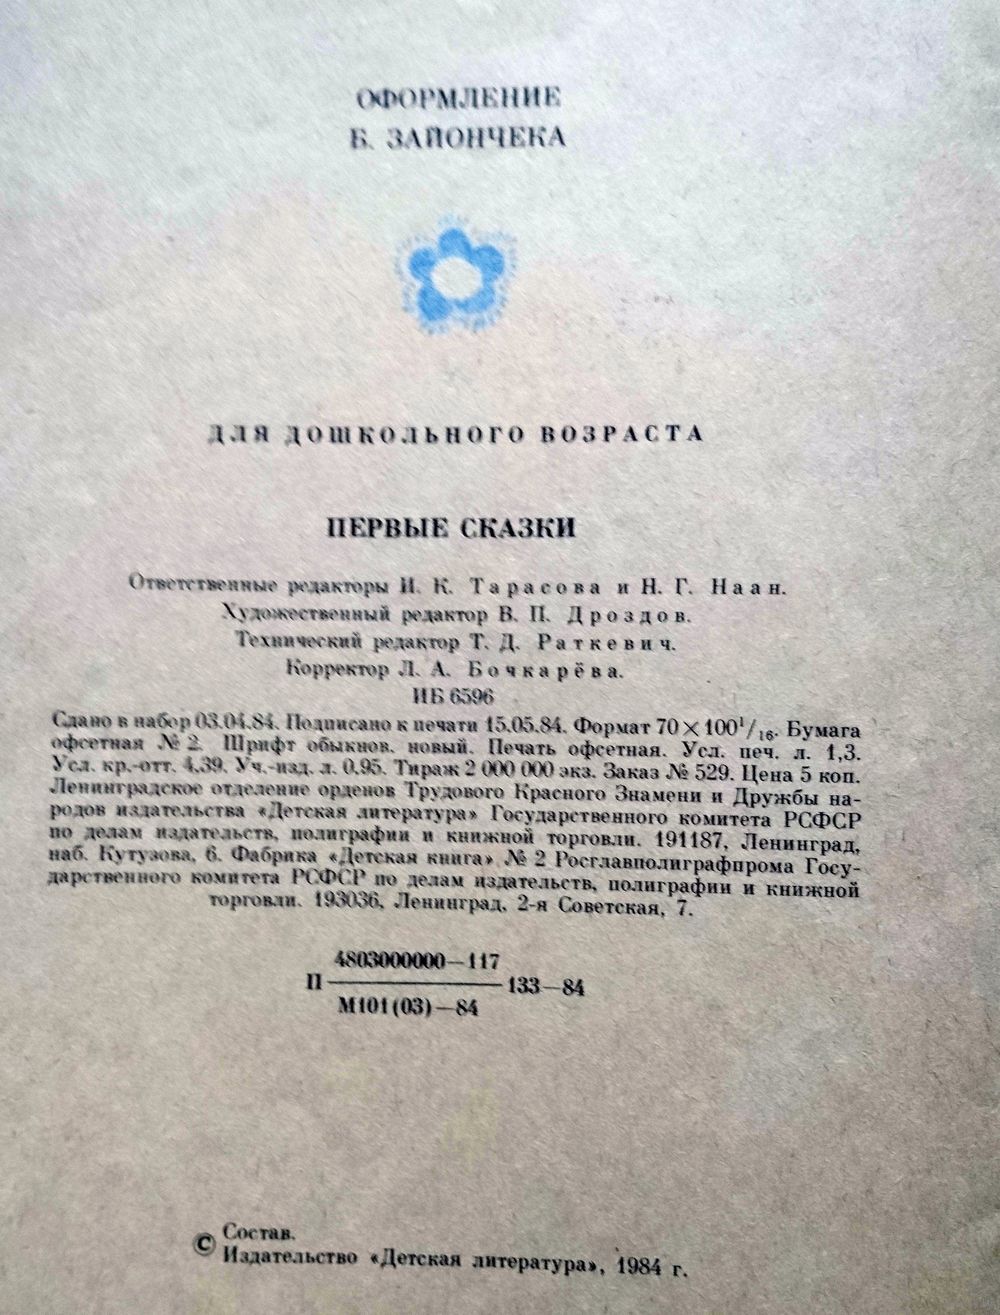 ОФОРМЛЕНИЕ
Б. ЗАЙОНЧЕКА
ДЛЯ ДОШКОЛЬНОГО ВОЗРАСТА
ПЕРВЫЕ СКАЗКИ
Ответственные редакторы И. К. Тарасова и Н. Г. Наан.
Художественный редактор В. П. Дроздов.
Технический редактор Т. Д. Раткевич.
Корректор Л. А. Бочкарёва.
ИБ 6596
Сдано в набор 03.04.84. Подписано к печати 15.05.84. Формат 70×100¹/₁₆. Бумага
офсетная № 2. Шрифт обыкнов. новый. Печать офсетная. Усл. печ. л. 1,3.
Усл. кр.-отт. 4,39. Уч.-изд. л. 0,95. Тираж 2 000 000 экз. Заказ № 529. Цена 5 коп.
Ленинградское отделение орденов Трудового Красного Знамени и Дружбы на-
родов издательства «Детская литература» Государственного комитета РСФСР
по делам издательств, полиграфии и книжной торговли. 191187, Ленинград,
наб. Кутузова, 6. Фабрика «Детская книга» № 2 Росглавполиграфпрома Госу-
дарственного комитета РСФСР по делам издательств, полиграфии и книжной
торговли. 193036, Ленинград, 2-я Советская, 7.
4803000000—117
П 133—84
М101(03)—84
© Состав.
Издательство «Детская литература», 1984 г.